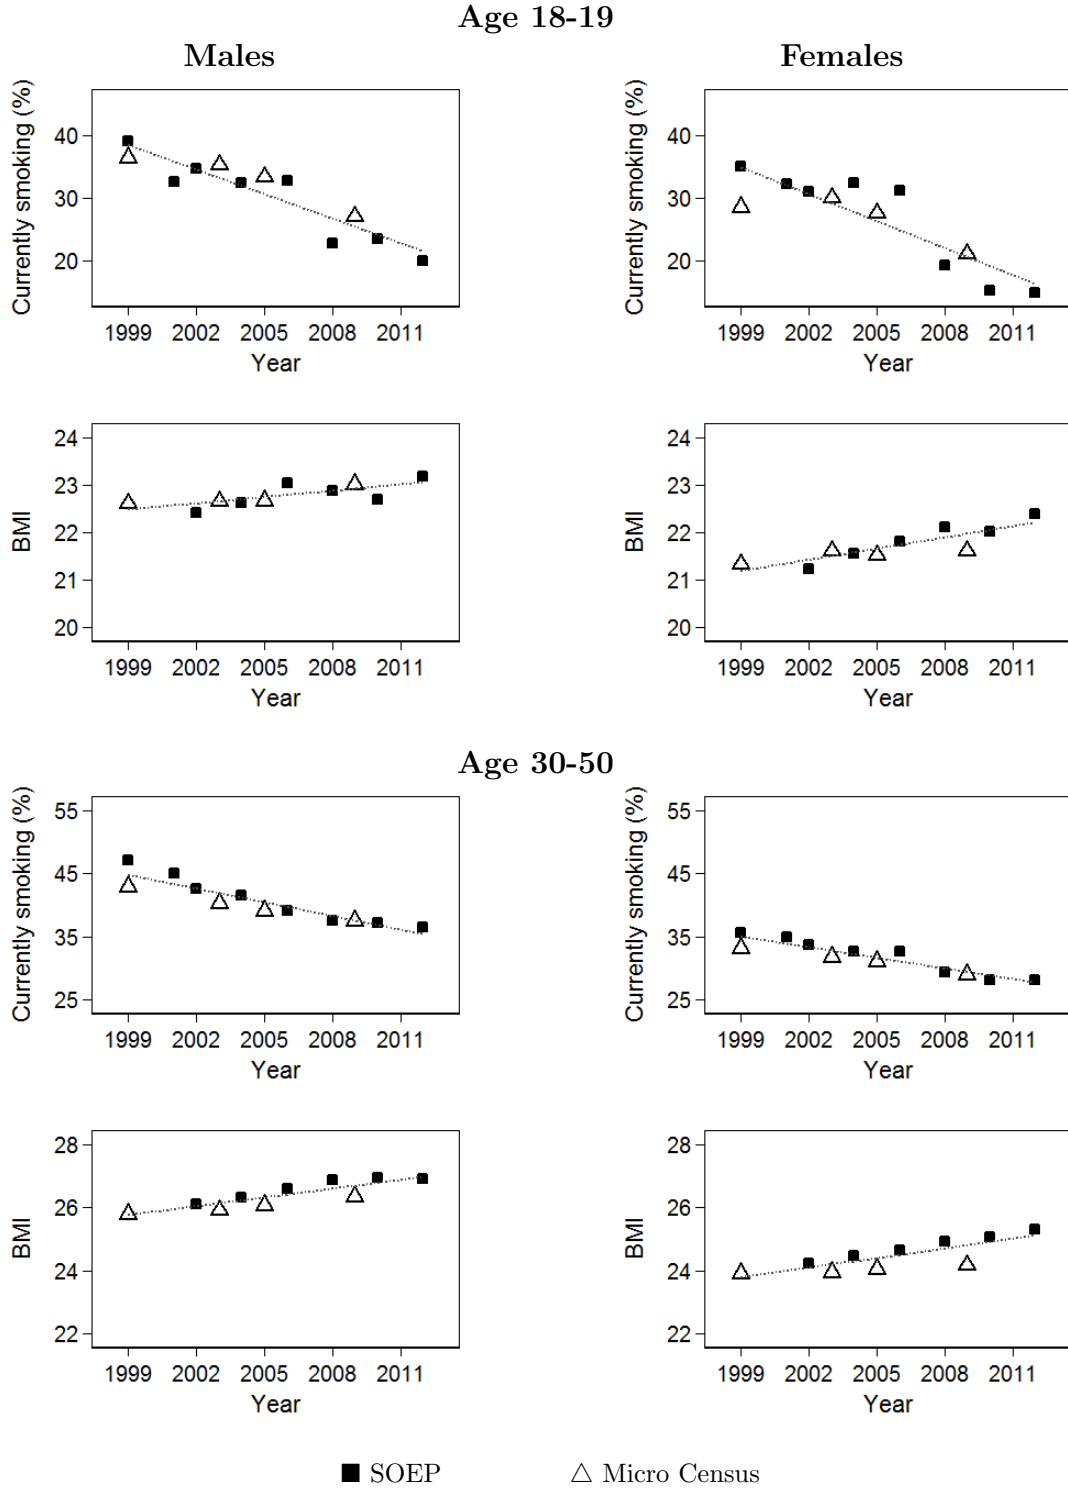 Age 18-19
Males Females
Currently smoking (%) Currently smoking (%)
40 40
30 30
20 20
1999 2002 2005 2008 2011 1999 2002 2005 2008 2011
Year Year
BMI BMI
24 24
23 23
22 22
21 21
20 20
1999 2002 2005 2008 2011 1999 2002 2005 2008 2011
Year Year
Age 30-50
Currently smoking (%) Currently smoking (%)
55 55
45 45
35 35
25 25
1999 2002 2005 2008 2011 1999 2002 2005 2008 2011
Year Year
BMI BMI
28 28
26 26
24 24
22 22
1999 2002 2005 2008 2011 1999 2002 2005 2008 2011
Year Year
SOEP Micro Census